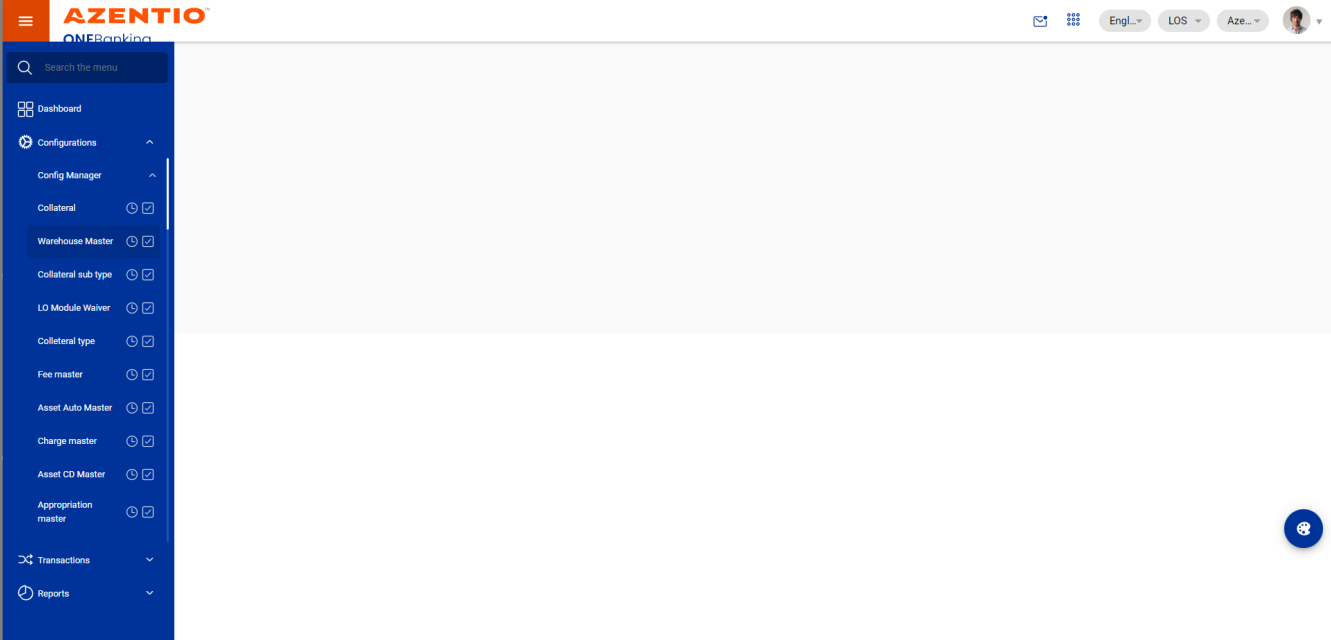 AZENTIO™
ONEBanking
Engl... LOS Aze...
Search the menu
Dashboard
Configurations
Config Manager
Collateral
Warehouse Master
Collateral sub type
LO Module Waiver
Colleteral type
Fee master
Asset Auto Master
Charge master
Asset CD Master
Appropriation
master
Transactions
Reports